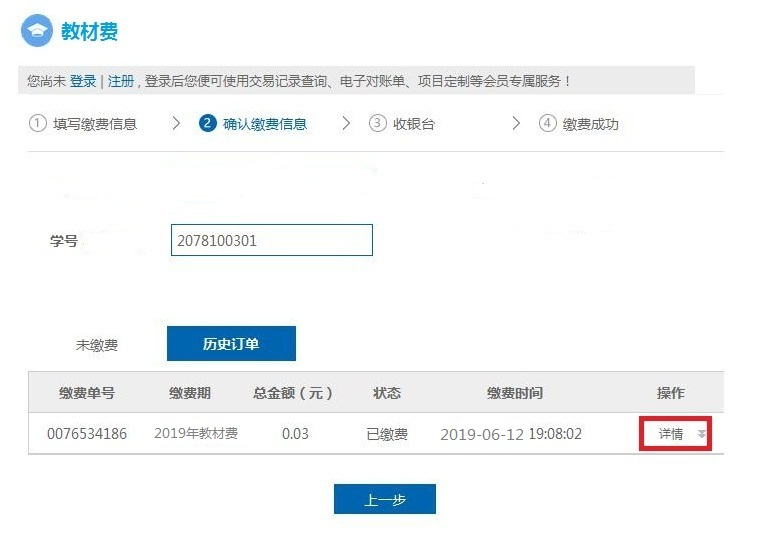 教材费
您尚未 登录 | 注册 , 登录后您便可使用交易记录查询、电子对账单、项目定制等会员专属服务！
1 填写缴费信息 2 确认缴费信息 3 收银台 4 缴费成功
学号 2078100301
未缴费 历史订单
缴费单号 缴费期 总金额（元） 状态 缴费时间 操作
0076534186 2019年教材费 0.03 已缴费 2019-06-12 19:08:02 详情
上一步